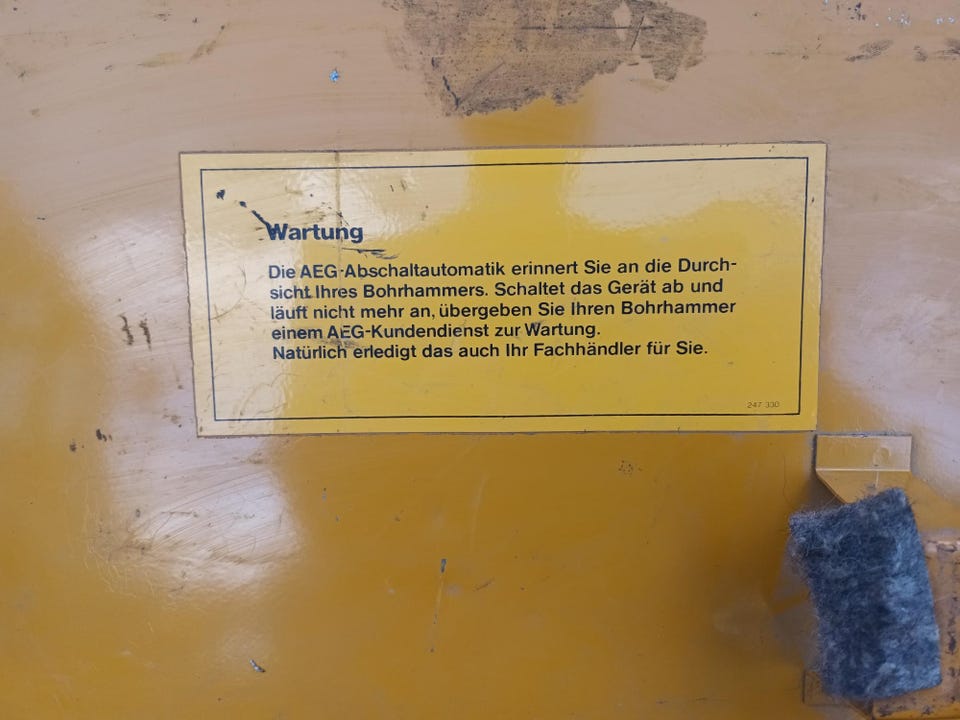 Wartung
Die AEG-Abschaltautomatik erinnert Sie an die Durch-
sicht Ihres Bohrhammers. Schaltet das Gerät ab und
läuft nicht mehr an, übergeben Sie Ihren Bohrhammer
einem AEG-Kundendienst zur Wartung.
Natürlich erledigt das auch Ihr Fachhändler für Sie.
247 330